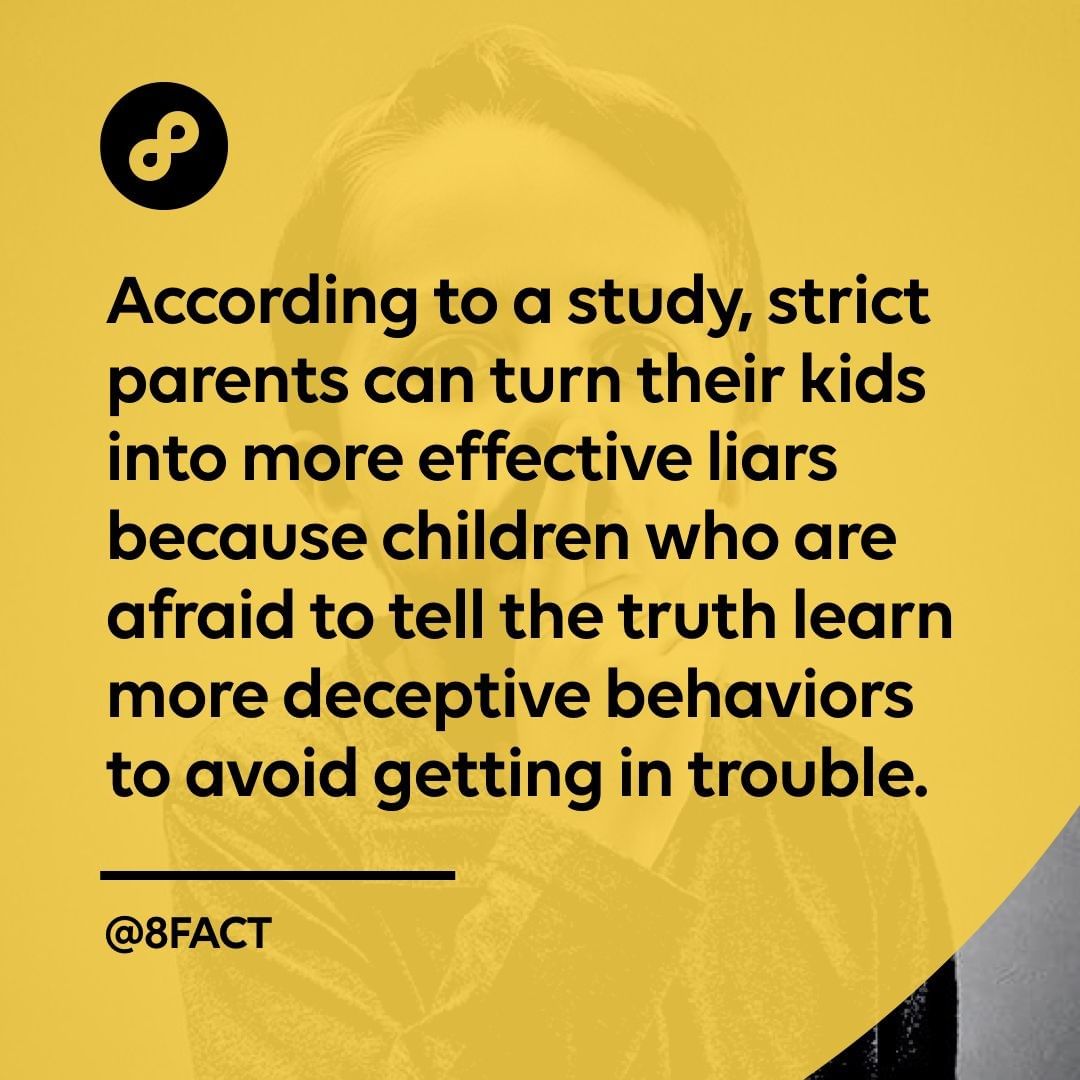 According to a study, strict
parents can turn their kids
into more effective liars
because children who are
afraid to tell the truth learn
more deceptive behaviors
to avoid getting in trouble.
@8FACT